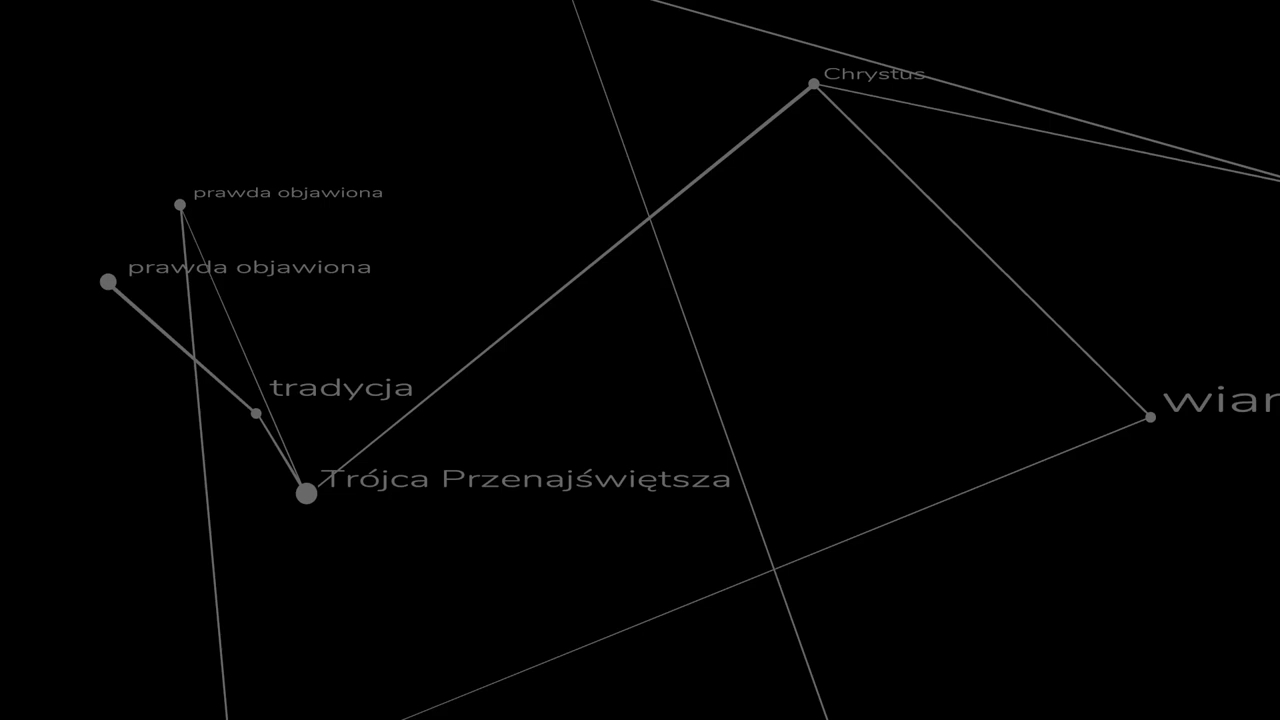 Chrystus
prawda objawiona
prawda objawiona
tradycja
wiar
Trójca Przenajświętsza